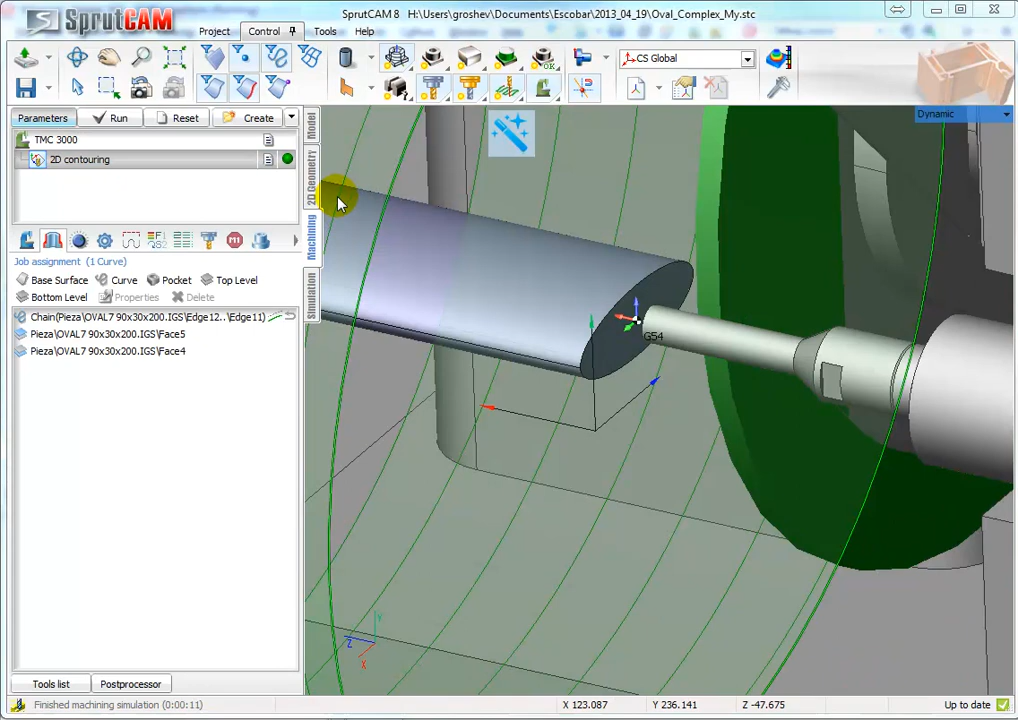 SprutCAM
SprutCAM 8   H:\Users\groshev\Documents\Escobar\2013_04_19\Oval_Complex_My.stc
Project Control Tools Help
CS Global
OK
Parameters Run Reset Create
TMC 3000
2D contouring
Model
2D Geometry
Machining
Simulation
M1
Job assignment (1 Curve)
Base Surface Curve Pocket Top Level
Bottom Level Properties Delete
Chain(Pieza\OVAL7 90x30x200.IGS\Edge12..\Edge11)
Pieza\OVAL7 90x30x200.IGS\Face5
Pieza\OVAL7 90x30x200.IGS\Face4
Dynamic
Y
Z
X
Tools list Postprocessor
Finished machining simulation (0:00:11) X 123.087 Y 236.141 Z -47.675 Up to date